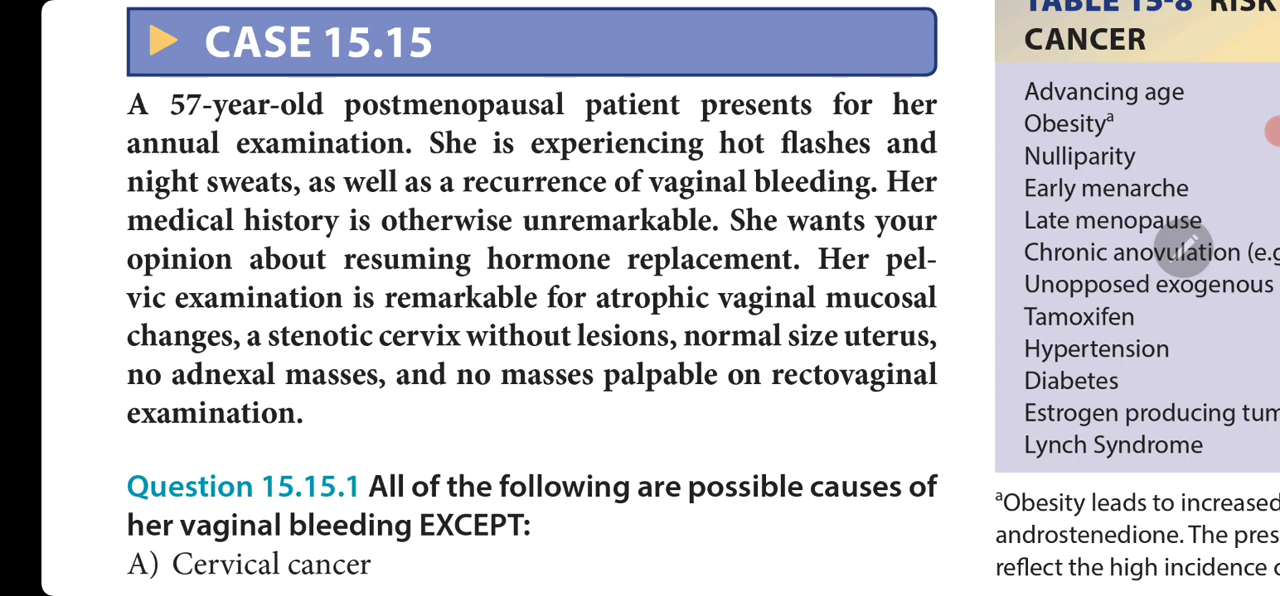 CASE 15.15
A 57-year-old postmenopausal patient presents for her
annual examination. She is experiencing hot flashes and
night sweats, as well as a recurrence of vaginal bleeding. Her
medical history is otherwise unremarkable. She wants your
opinion about resuming hormone replacement. Her pel-
vic examination is remarkable for atrophic vaginal mucosal
changes, a stenotic cervix without lesions, normal size uterus,
no adnexal masses, and no masses palpable on rectovaginal
examination.
Question 15.15.1 All of the following are possible causes of
her vaginal bleeding EXCEPT:
A) Cervical cancer
TABLE 15-8 RISK
CANCER
Advancing age
Obesityᵃ
Nulliparity
Early menarche
Late menopause
Chronic anovulation (e.g
Unopposed exogenous
Tamoxifen
Hypertension
Diabetes
Estrogen producing
Lynch Syndrome
ᵃObesity leads to increased
androstenedione. The
reflect the high incidence